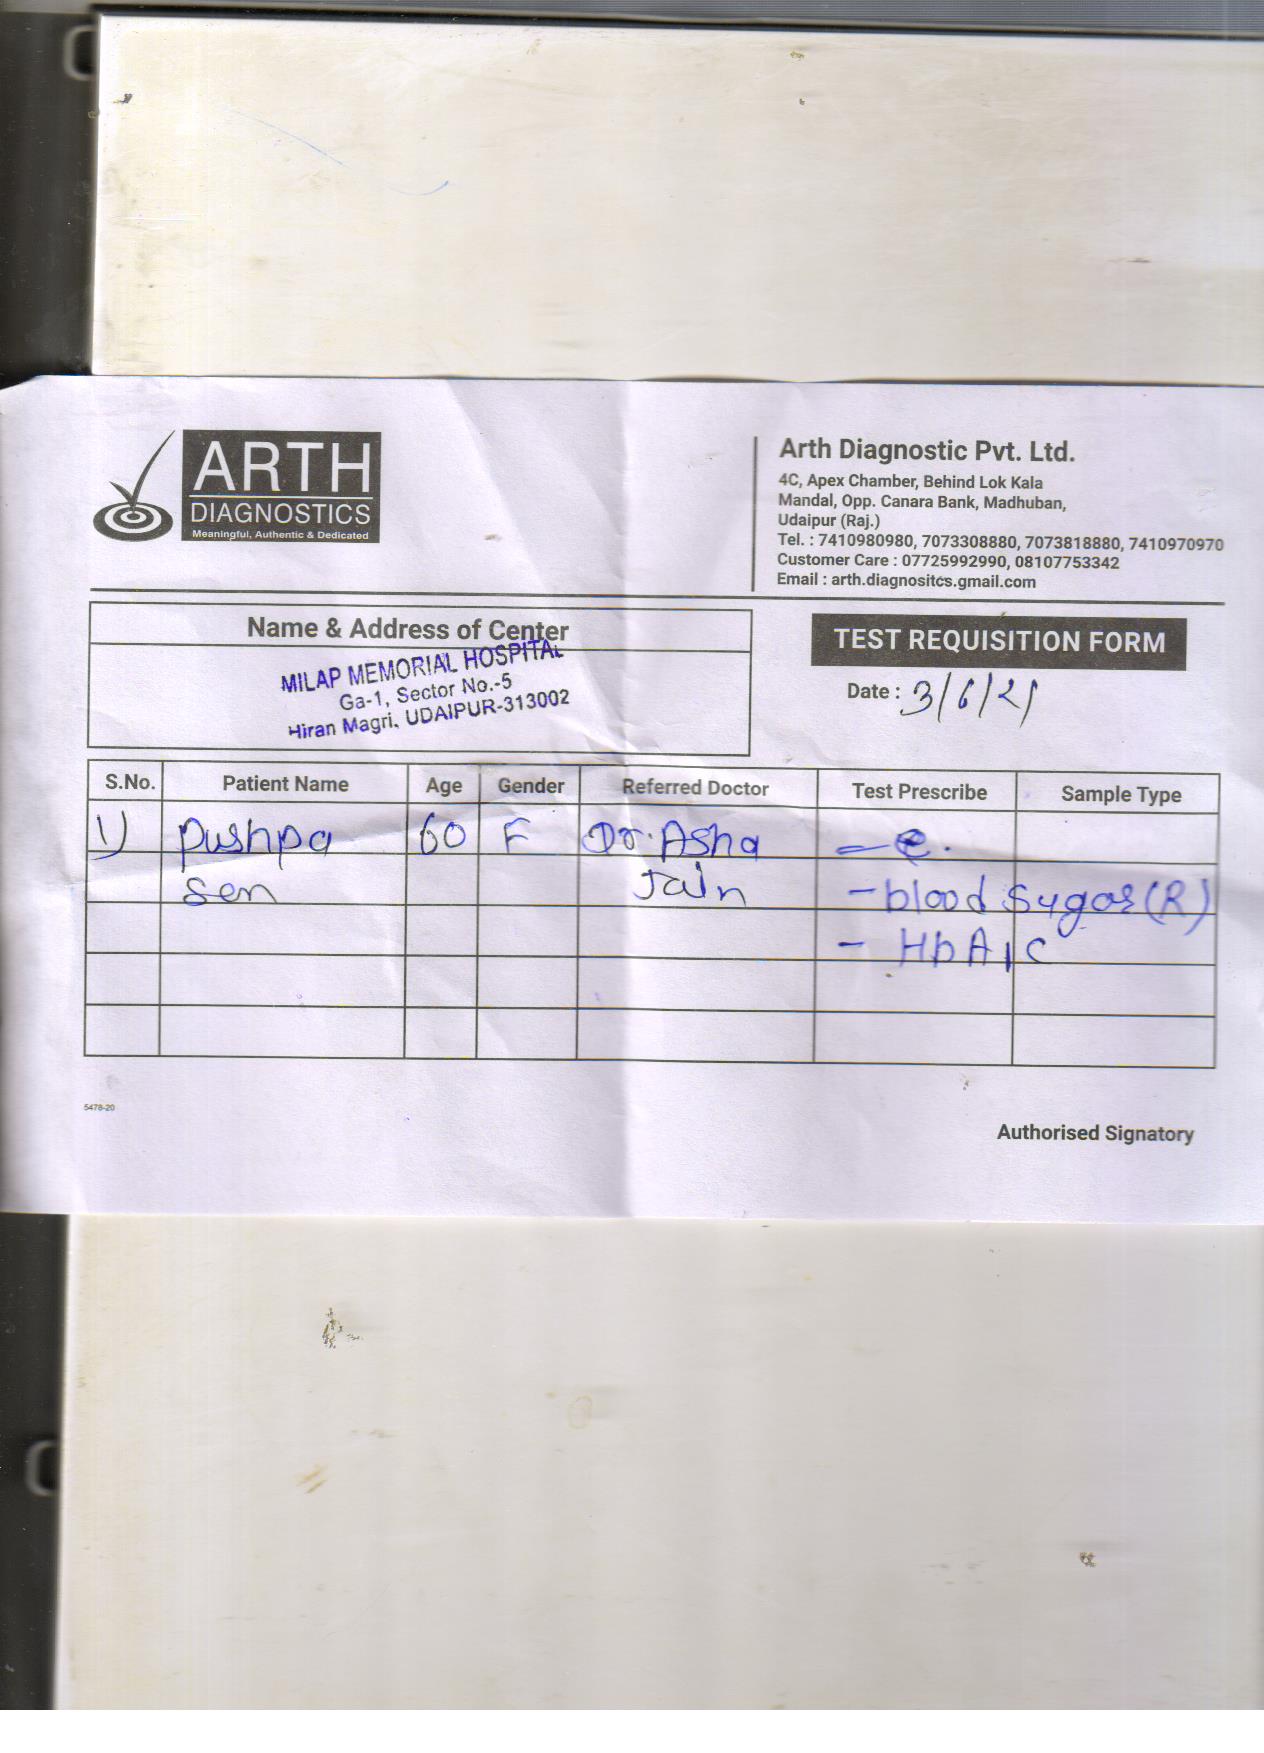 ARTH
DIAGNOSTICS
Meaningful, Authentic & Dedicated
Arth Diagnostic Pvt. Ltd.
4C, Apex Chamber, Behind Lok Kala
Mandal, Opp. Canara Bank, Madhuban,
Udaipur (Raj.)
Tel. : 7410980980, 7073308880, 7073818880, 7410970970
Customer Care : 07725992990, 08107753342
Email : arth.diagnositcs.gmail.com
Name & Address of Center
MILAP MEMORIAL HOSPITAL
Ga-1, Sector No.-5
Hiran Magri, UDAIPUR-313002
TEST REQUISITION FORM
Date : 3/6/21
S.No. Patient Name Age Gender Referred Doctor Test Prescribe Sample Type
1) Pushpa 60 F Dr. Asha
Sen Jain - blood Sugar (R)
- HbA1C
5478-20
Authorised Signatory